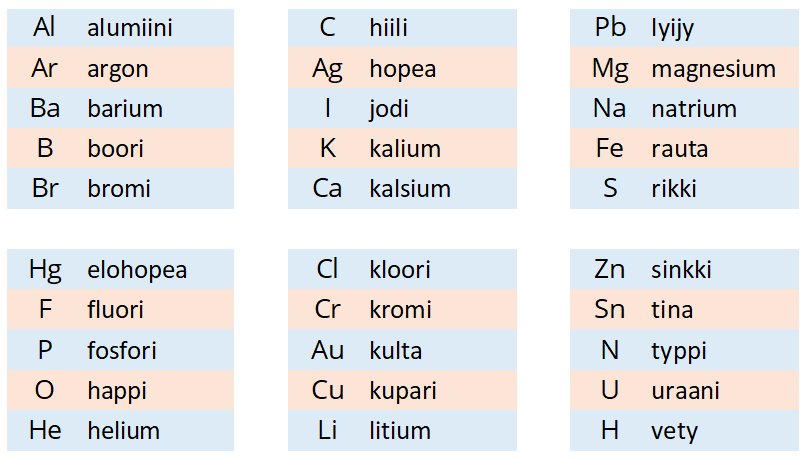 Al alumiini
Ar argon
Ba barium
B boori
Br bromi
C hiili
Ag hopea
I jodi
K kalium
Ca kalsium
Pb lyijy
Mg magnesium
Na natrium
Fe rauta
S rikki
Hg elohopea
F fluori
P fosfori
O happi
He helium
Cl kloori
Cr kromi
Au kulta
Cu kupari
Li litium
Zn sinkki
Sn tina
N typpi
U uraani
H vety